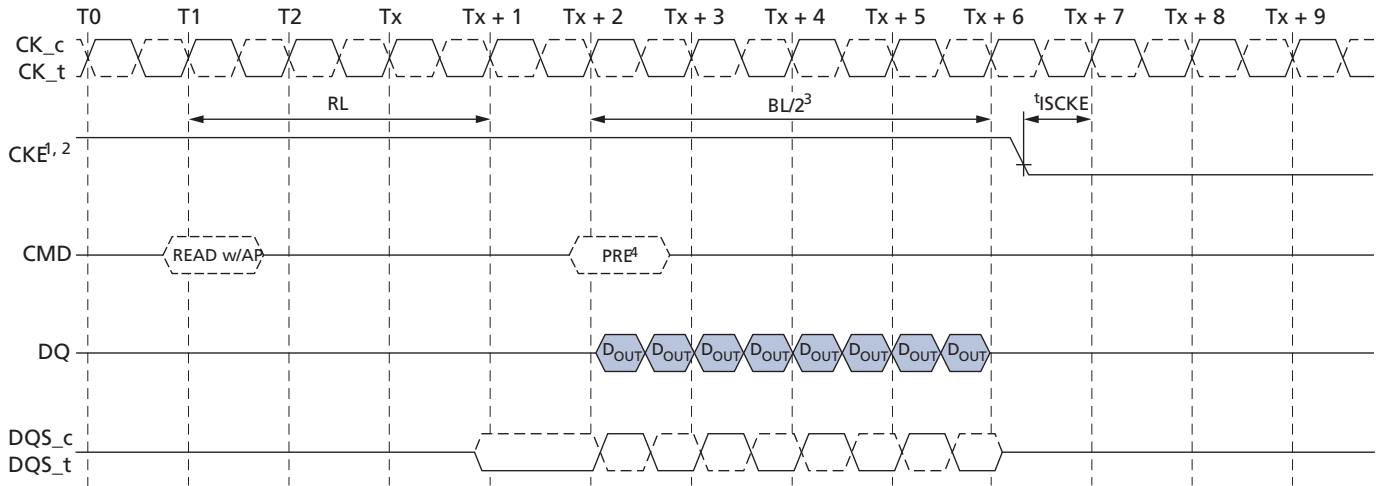 T0 T1 T2 Tx Tx + 1 Tx + 2 Tx + 3 Tx + 4 Tx + 5 Tx + 6 Tx + 7 Tx + 8 Tx + 9
CK_c
CK_t
RL BL/2³ tISCKE
CKE1, 2
CMD READ w/AP PRE⁴
DQ DOUT DOUT DOUT DOUT DOUT DOUT DOUT DOUT
DQS_c
DQS_t